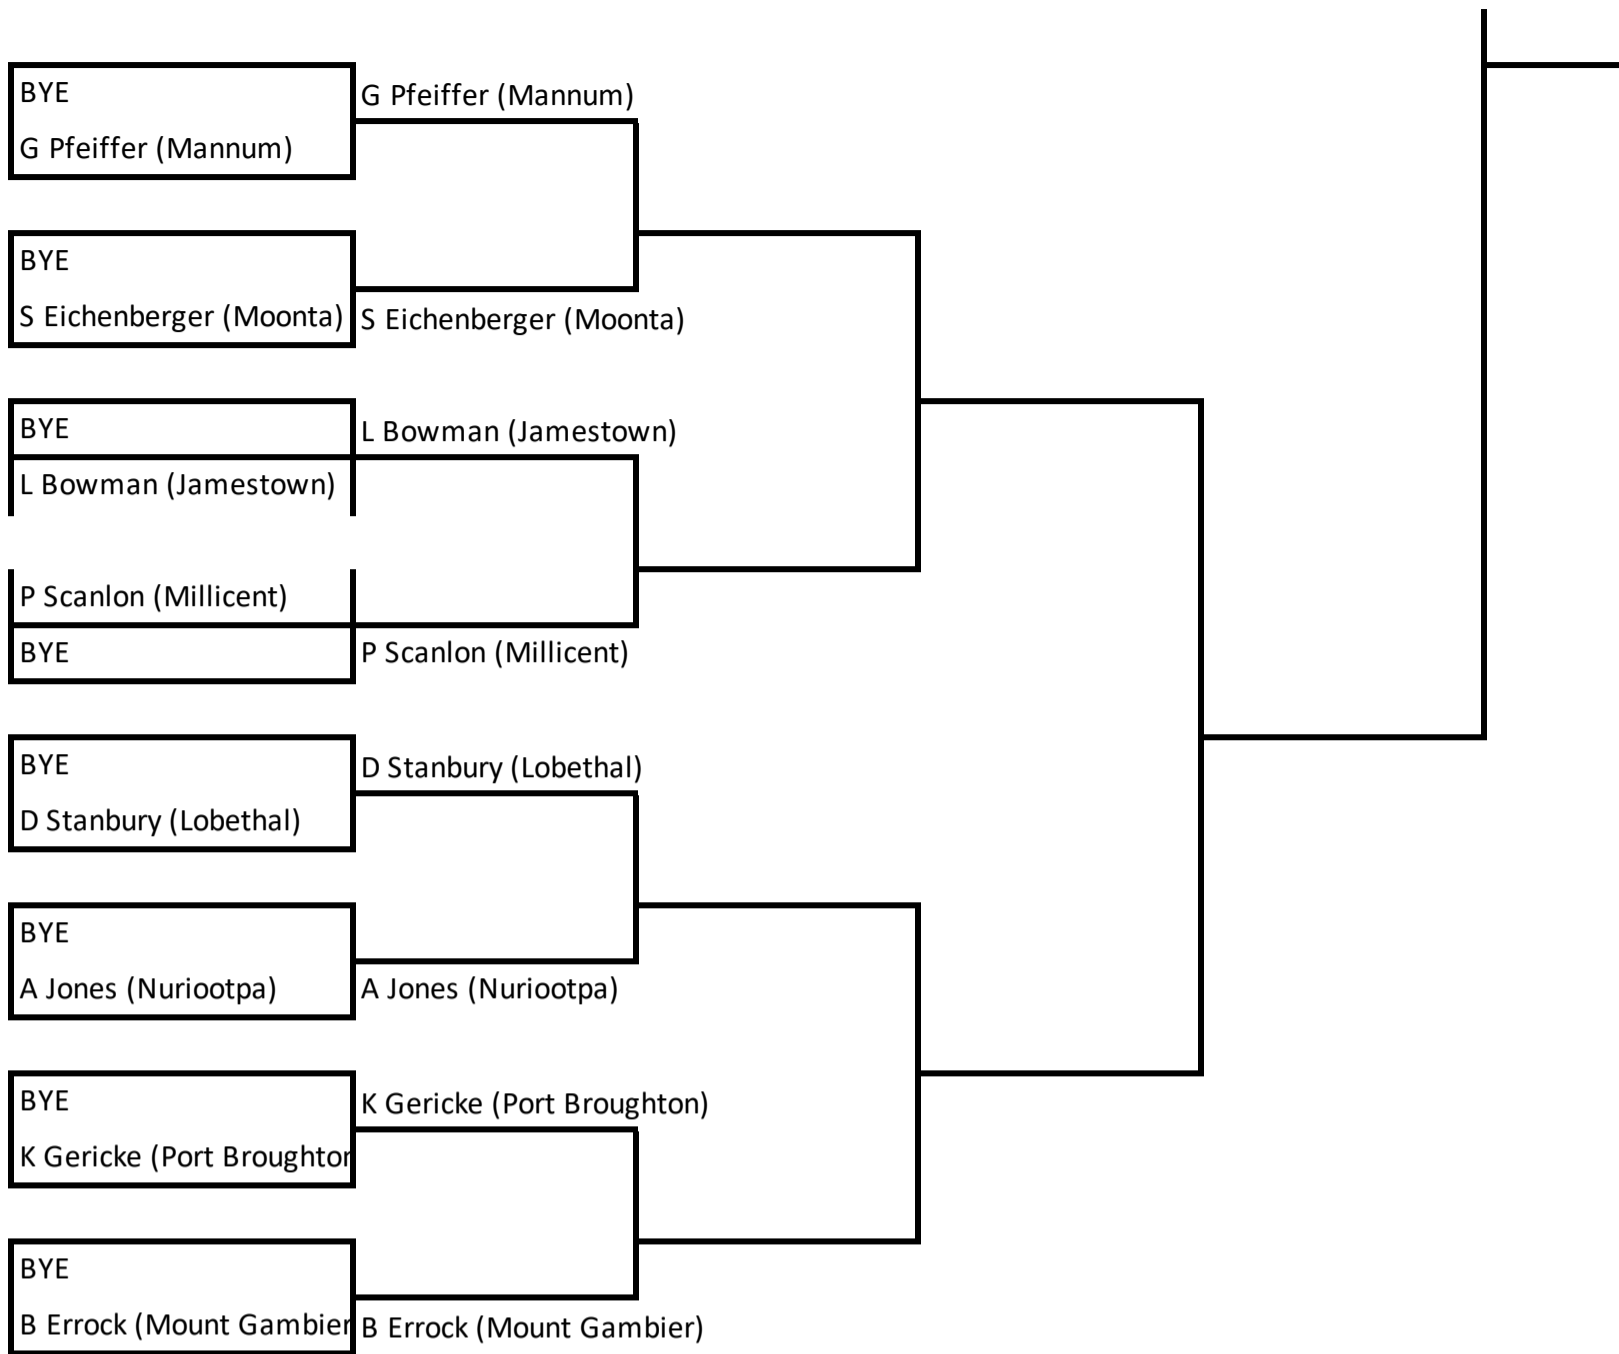 BYE
G Pfeiffer (Mannum)
G Pfeiffer (Mannum)
BYE
S Eichenberger (Moonta)
S Eichenberger (Moonta)
BYE
L Bowman (Jamestown)
L Bowman (Jamestown)
P Scanlon (Millicent)
BYE
P Scanlon (Millicent)
BYE
D Stanbury (Lobethal)
D Stanbury (Lobethal)
BYE
A Jones (Nuriootpa)
A Jones (Nuriootpa)
BYE
K Gericke (Port Broughton)
K Gericke (Port Broughton
BYE
B Errock (Mount Gambier
B Errock (Mount Gambier)